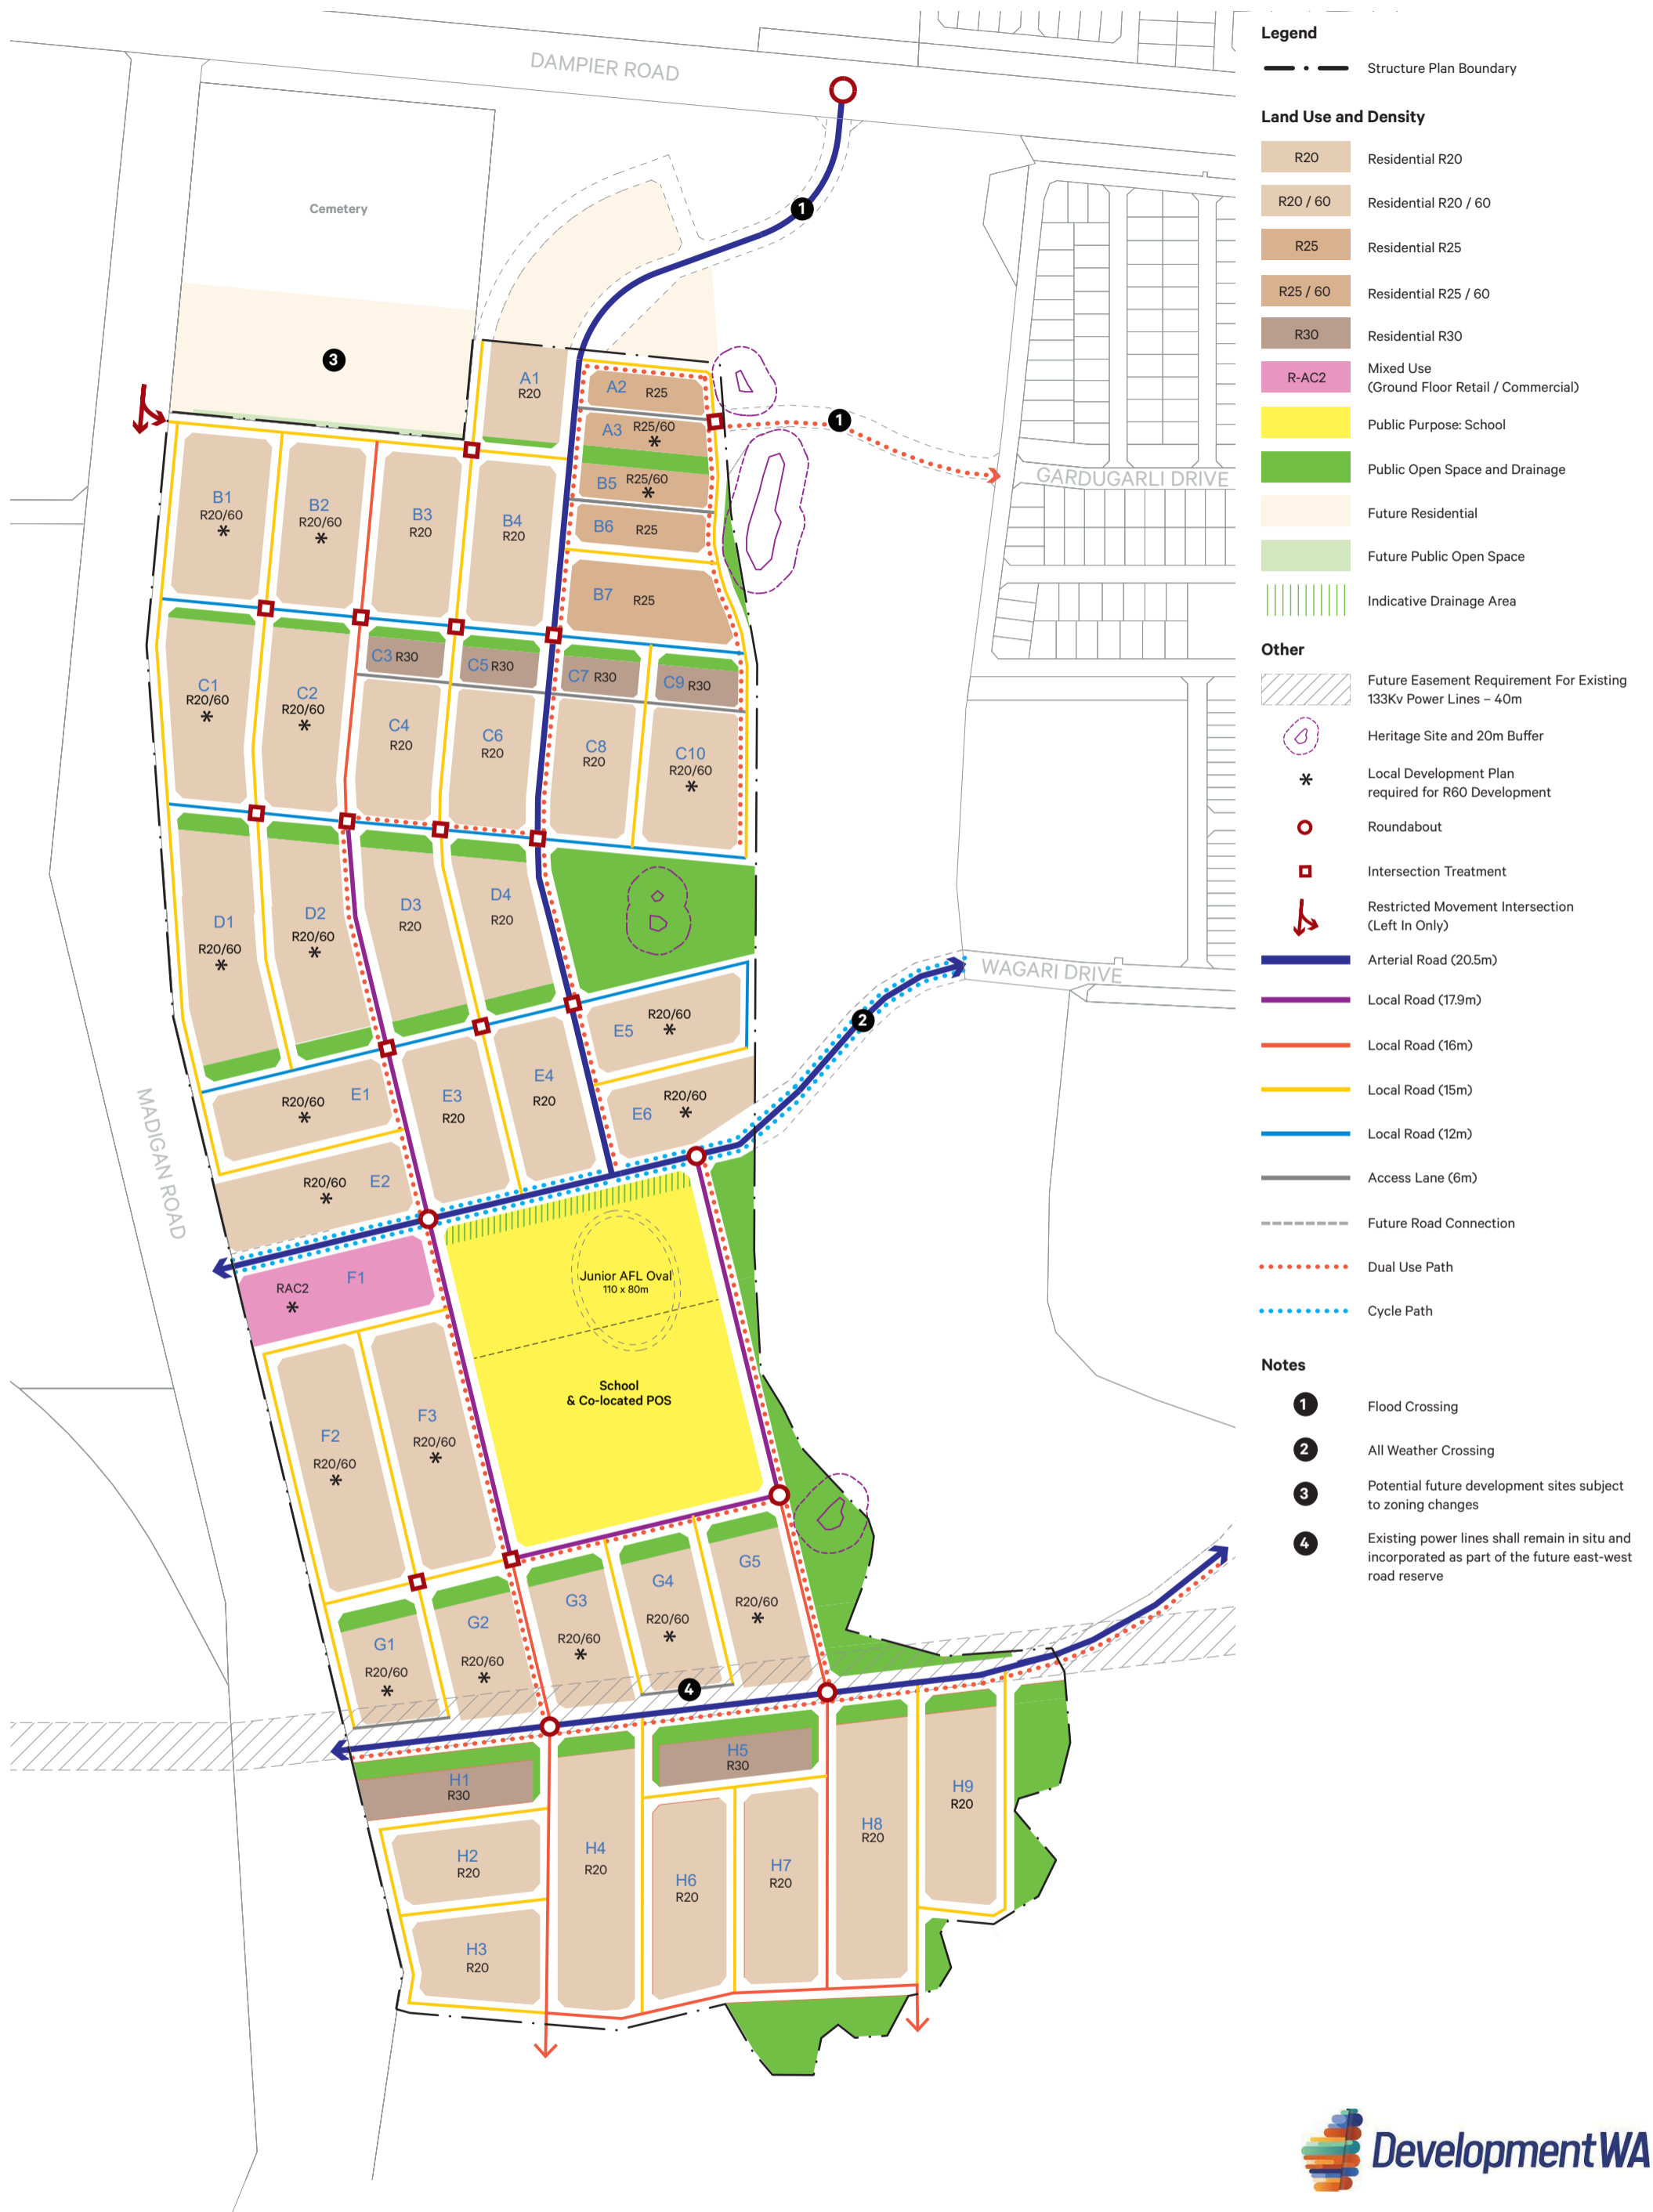 DAMPIER ROAD
1
Cemetery
3
A1
R20
A2 R25
A3 R25/60
*
1
GARDUGARLI DRIVE
B5 R25/60
*
B6 R25
B7 R25
B1
R20/60
*
B2
R20/60
*
B3
R20
B4
R20
C3 R30
C5 R30
C7 R30
C9 R30
C1
R20/60
*
C2
R20/60
*
C4
R20
C6
R20
C8
R20
C10
R20/60
*
D1
R20/60
*
D2
R20/60
*
D3
R20
D4
R20
WAGARI DRIVE
2
E5 R20/60
*
E6 R20/60
*
R20/60 E1
*
E3
R20
E4
R20
R20/60 E2
*
MADIGAN ROAD
F1
RAC2
*
Junior AFL Oval
110 x 80m
School
& Co-located POS
F2
R20/60
*
F3
R20/60
*
G1
R20/60
*
G2
R20/60
*
G3
R20/60
*
G4
R20/60
*
G5
R20/60
*
4
H1
R30
H2
R20
H3
R20
H4
R20
H5
R30
H6
R20
H7
R20
H8
R20
H9
R20
Legend
Structure Plan Boundary
Land Use and Density
R20 Residential R20
R20 / 60 Residential R20 / 60
R25 Residential R25
R25 / 60 Residential R25 / 60
R30 Residential R30
R-AC2 Mixed Use
(Ground Floor Retail / Commercial)
Public Purpose: School
Public Open Space and Drainage
Future Residential
Future Public Open Space
Indicative Drainage Area
Other
Future Easement Requirement For Existing
133Kv Power Lines – 40m
Heritage Site and 20m Buffer
* Local Development Plan
required for R60 Development
Roundabout
Intersection Treatment
Restricted Movement Intersection
(Left In Only)
Arterial Road (20.5m)
Local Road (17.9m)
Local Road (16m)
Local Road (15m)
Local Road (12m)
Access Lane (6m)
Future Road Connection
Dual Use Path
Cycle Path
Notes
1 Flood Crossing
2 All Weather Crossing
3 Potential future development sites subject
to zoning changes
4 Existing power lines shall remain in situ and
incorporated as part of the future east-west
road reserve
DevelopmentWA